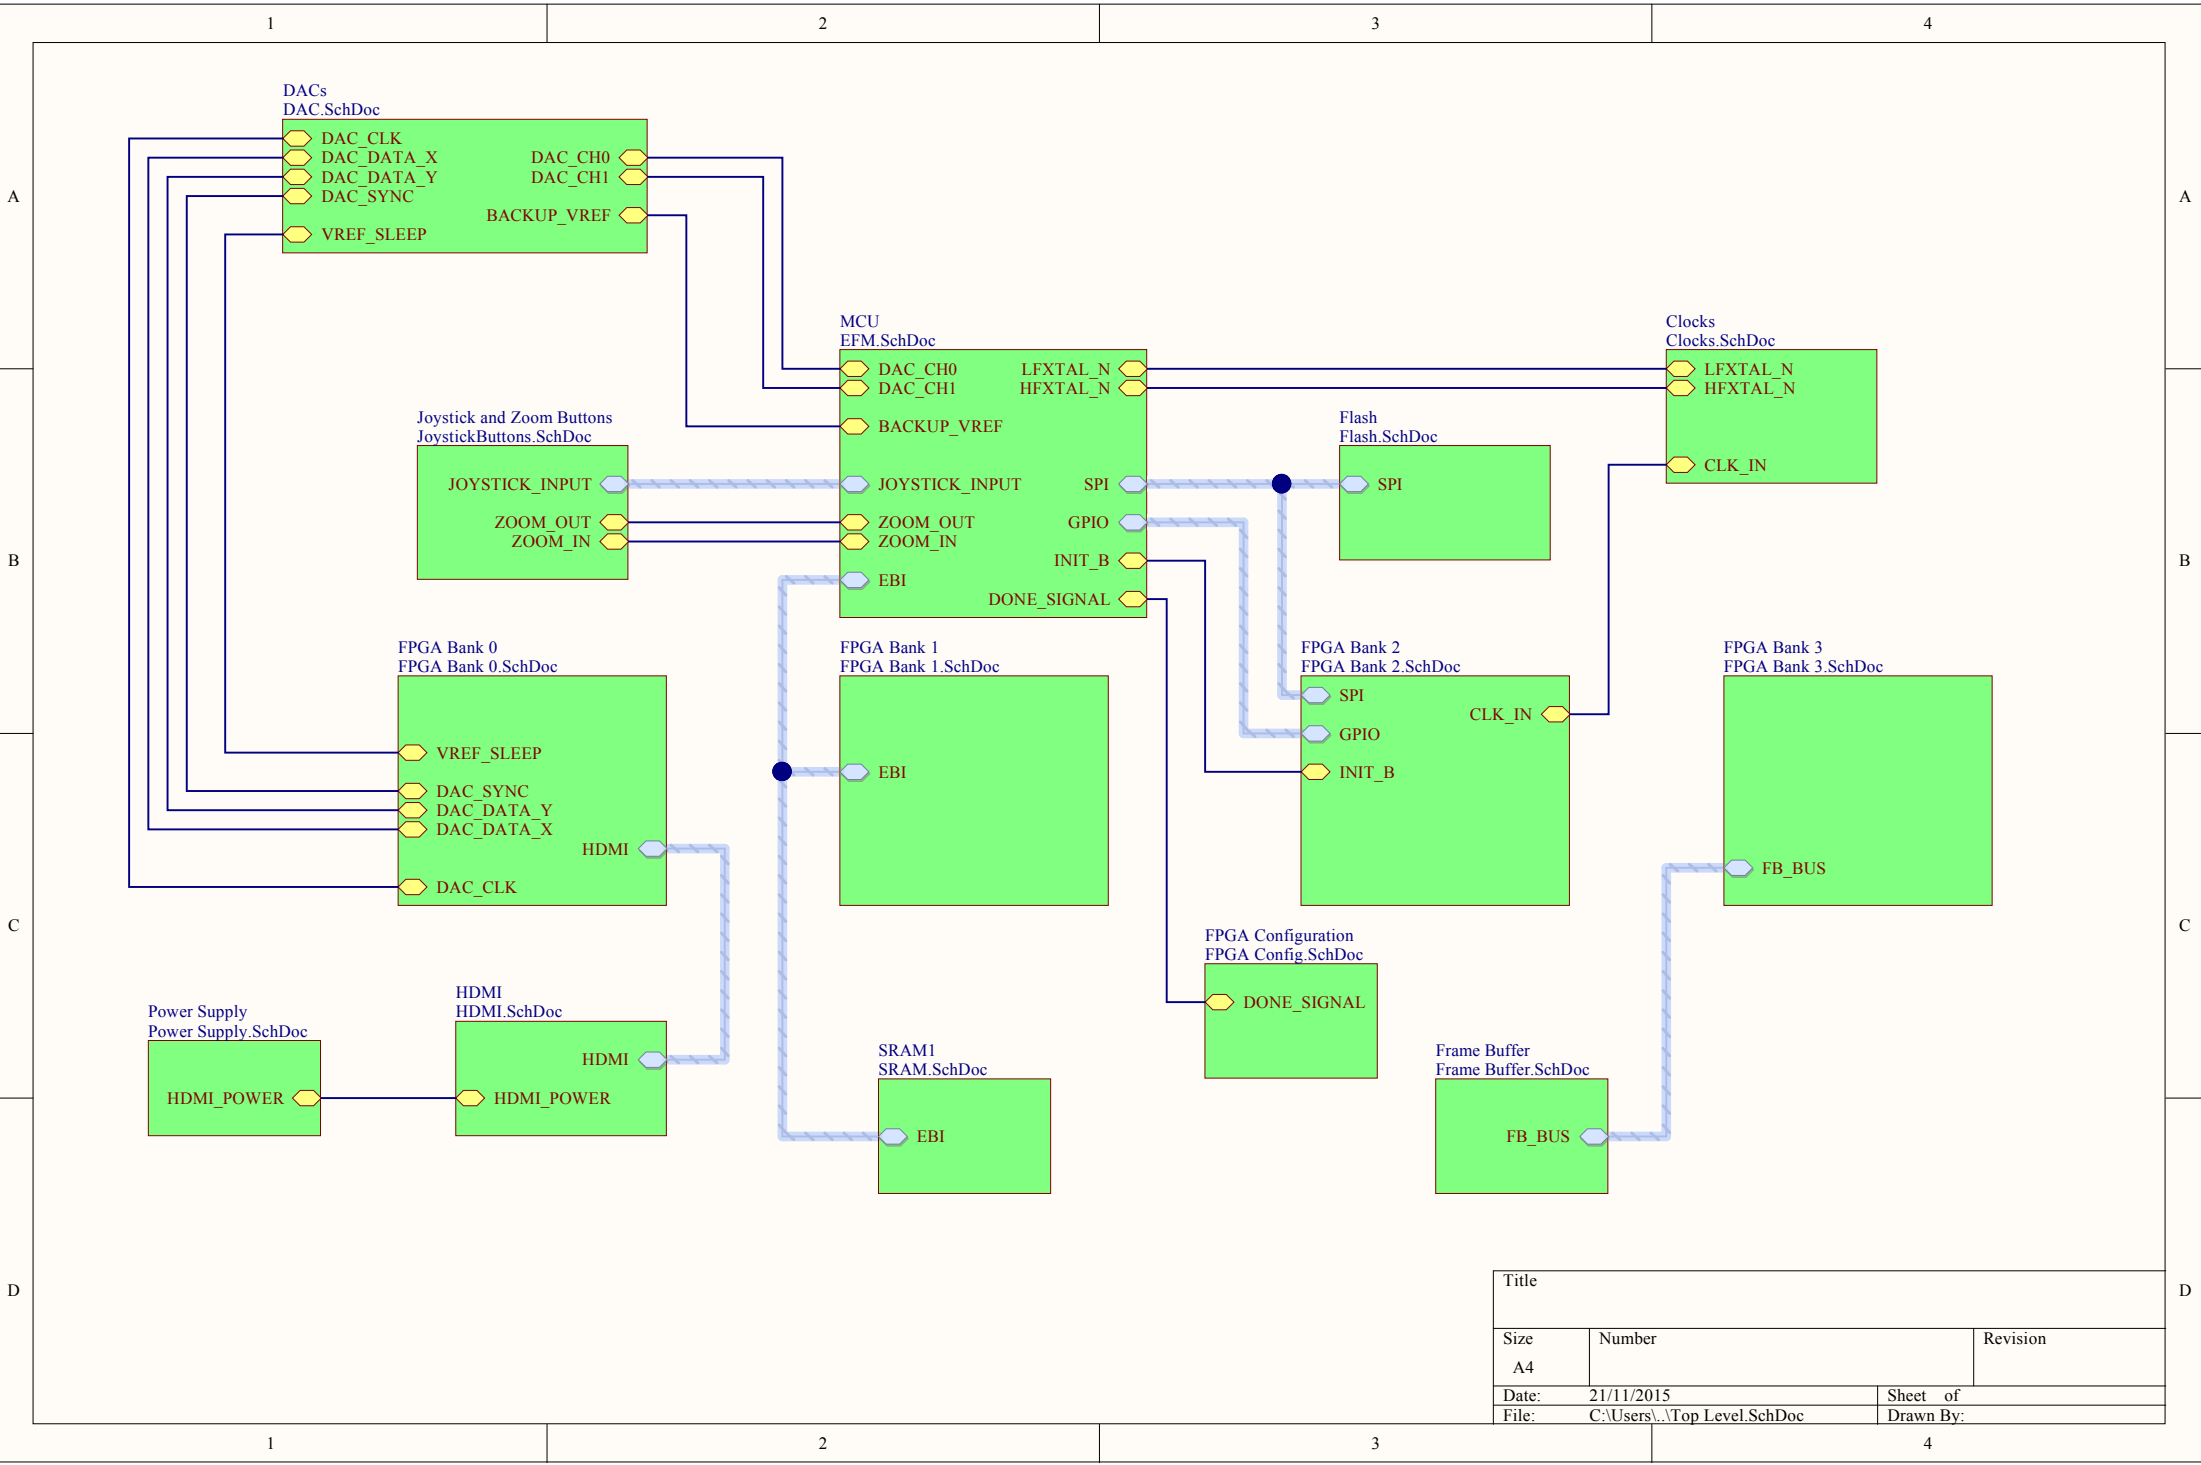 1 2 3 4
A A
B B
C C
D D
DACs
DAC.SchDoc
DAC_CLK
DAC_DATA_X
DAC_DATA_Y
DAC_SYNC
VREF_SLEEP
DAC_CH0
DAC_CH1
BACKUP_VREF
MCU
EFM.SchDoc
DAC_CH0
DAC_CH1
BACKUP_VREF
JOYSTICK_INPUT
ZOOM_OUT
ZOOM_IN
EBI
LFXTAL_N
HFXTAL_N
SPI
GPIO
INIT_B
DONE_SIGNAL
Clocks
Clocks.SchDoc
LFXTAL_N
HFXTAL_N
CLK_IN
Joystick and Zoom Buttons
JoystickButtons.SchDoc
JOYSTICK_INPUT
ZOOM_OUT
ZOOM_IN
Flash
Flash.SchDoc
SPI
FPGA Bank 0
FPGA Bank 0.SchDoc
VREF_SLEEP
DAC_SYNC
DAC_DATA_Y
DAC_DATA_X
HDMI
DAC_CLK
FPGA Bank 1
FPGA Bank 1.SchDoc
EBI
FPGA Bank 2
FPGA Bank 2.SchDoc
SPI
CLK_IN
GPIO
INIT_B
FPGA Bank 3
FPGA Bank 3.SchDoc
FB_BUS
FPGA Configuration
FPGA Config.SchDoc
DONE_SIGNAL
Power Supply
Power Supply.SchDoc
HDMI_POWER
HDMI
HDMI.SchDoc
HDMI
HDMI_POWER
SRAM1
SRAM.SchDoc
EBI
Frame Buffer
Frame Buffer.SchDoc
FB_BUS
Title
Size Number Revision
A4
Date: 21/11/2015 Sheet of
File: C:\Users\..\Top Level.SchDoc Drawn By:
1 2 3 4